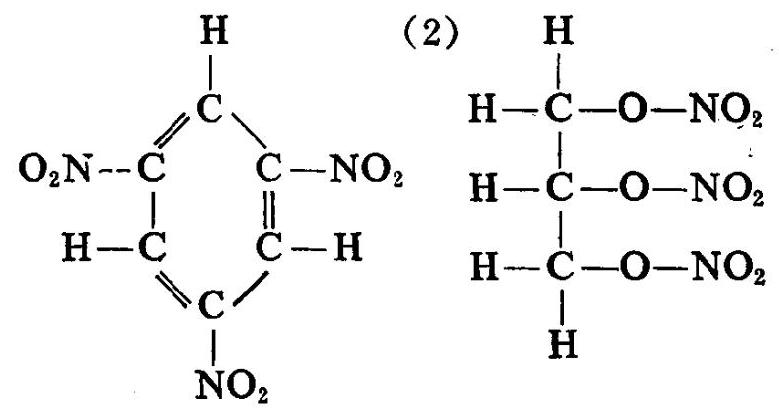 H (2) H
C H—C—O—NO₂
O₂N--C C—NO₂ H—C—O—NO₂
H—C C—H H—C—O—NO₂
C H
NO₂